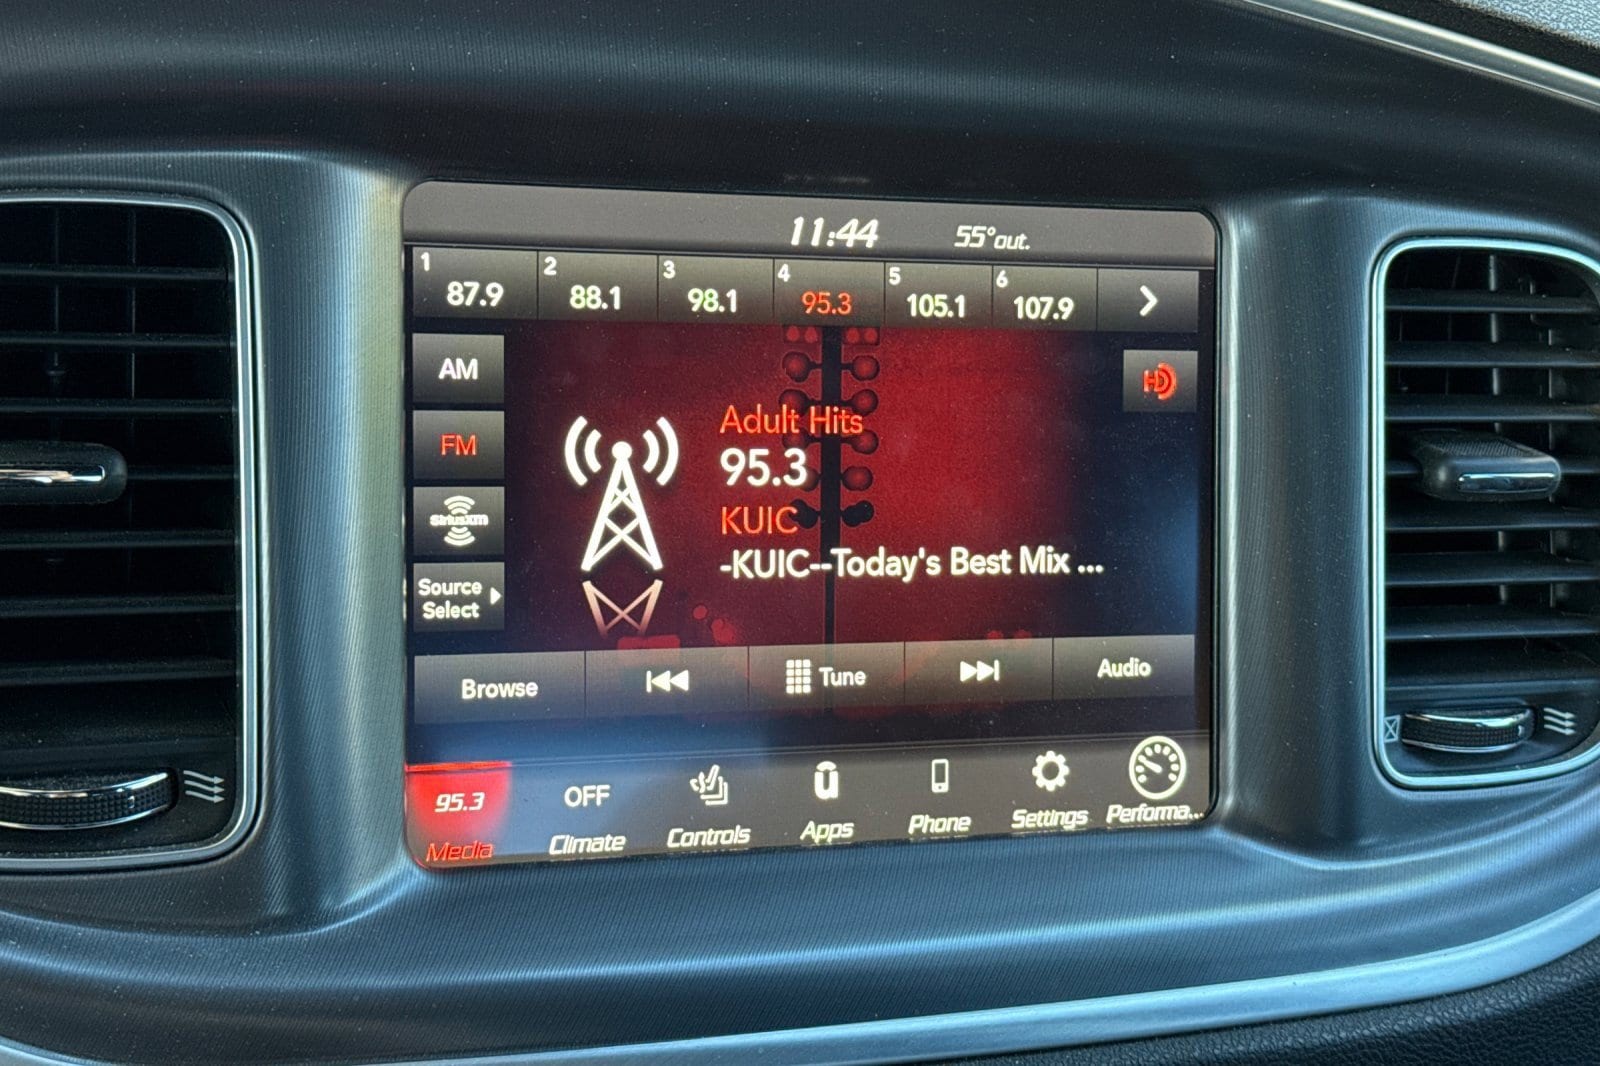 11:44 55°out.
1 87.9 2 88.1 3 98.1 4 95.3 5 105.1 6 107.9
AM
HD
FM
Adult Hits
95.3
KUIC
-KUIC--Today's Best Mix ...
siriusxm
Source
Select
Browse Tune Audio
95.3 OFF
Media Climate Controls Apps Phone Settings Performa...